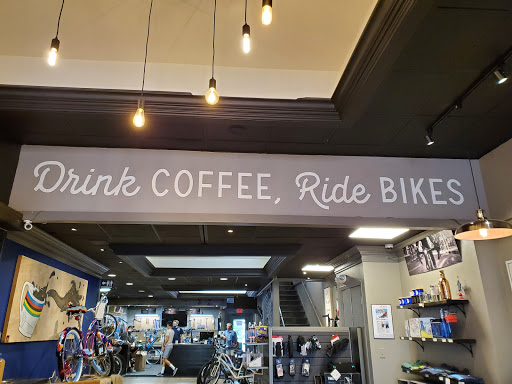 Drink COFFEE, Ride BIKES